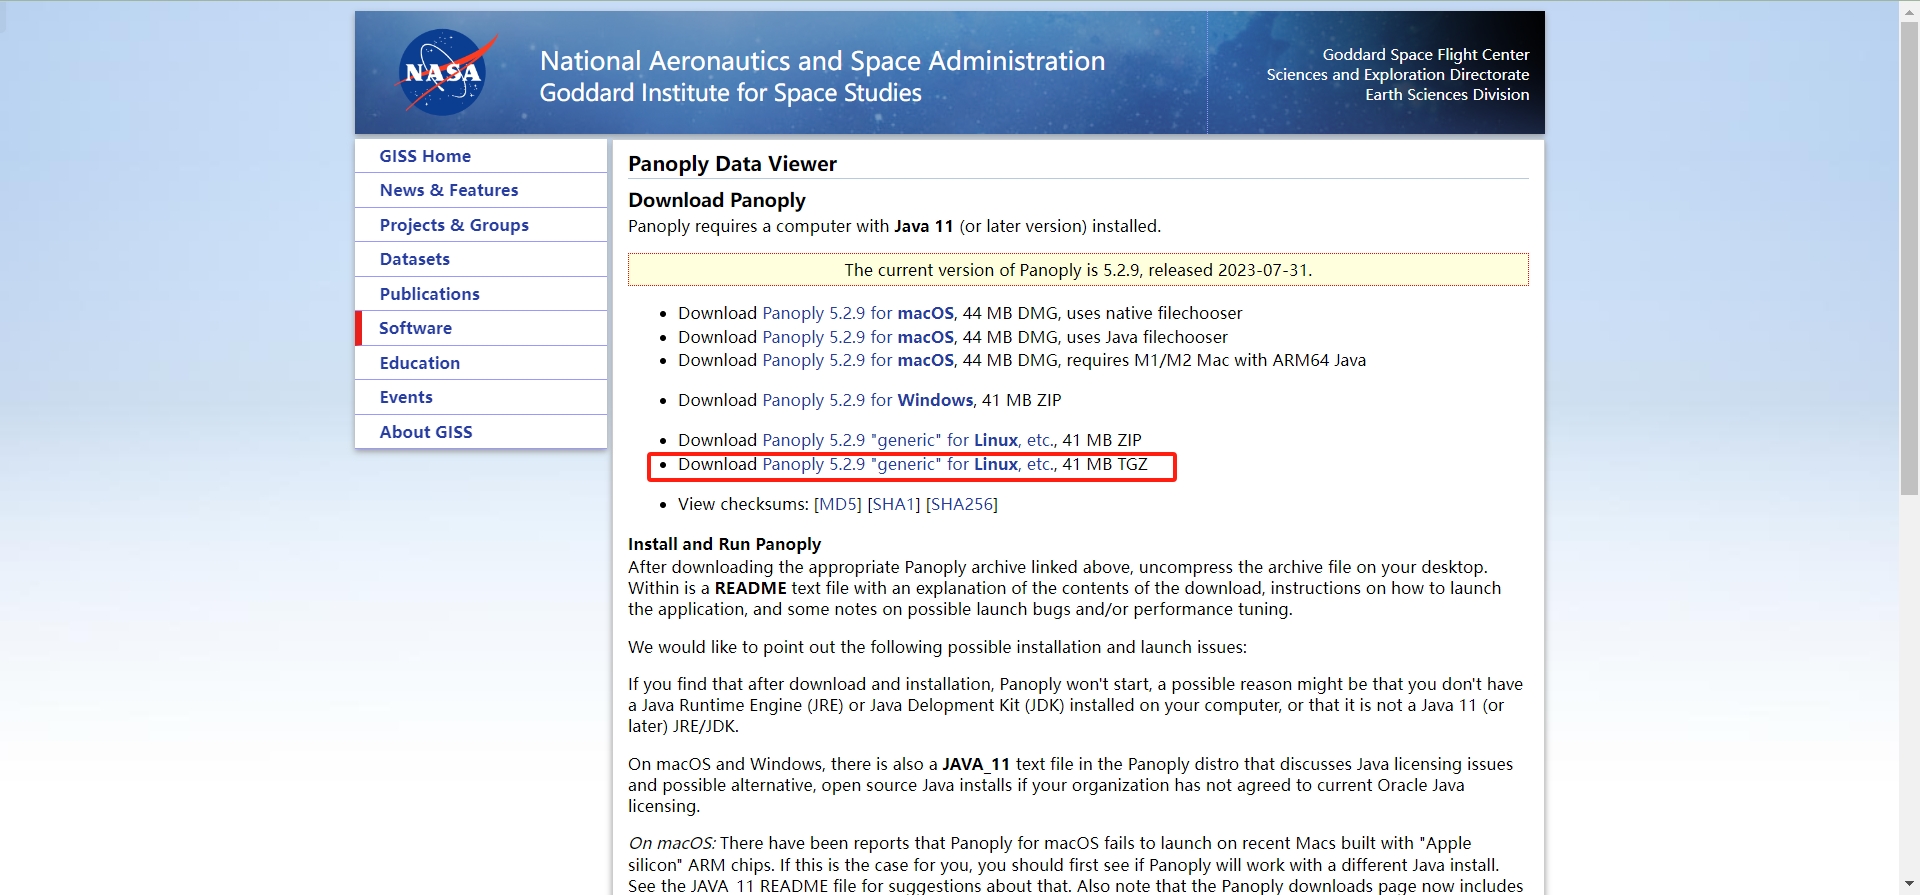 NASA
National Aeronautics and Space Administration
Goddard Institute for Space Studies
Goddard Space Flight Center
Sciences and Exploration Directorate
Earth Sciences Division
GISS Home
News & Features
Projects & Groups
Datasets
Publications
Software
Education
Events
About GISS
Panoply Data Viewer
Download Panoply
Panoply requires a computer with Java 11 (or later version) installed.
The current version of Panoply is 5.2.9, released 2023-07-31.
• Download Panoply 5.2.9 for macOS, 44 MB DMG, uses native filechooser
• Download Panoply 5.2.9 for macOS, 44 MB DMG, uses Java filechooser
• Download Panoply 5.2.9 for macOS, 44 MB DMG, requires M1/M2 Mac with ARM64 Java
• Download Panoply 5.2.9 for Windows, 41 MB ZIP
• Download Panoply 5.2.9 "generic" for Linux, etc., 41 MB ZIP
• Download Panoply 5.2.9 "generic" for Linux, etc., 41 MB TGZ
• View checksums: [MD5] [SHA1] [SHA256]
Install and Run Panoply
After downloading the appropriate Panoply archive linked above, uncompress the archive file on your desktop.
Within is a README text file with an explanation of the contents of the download, instructions on how to launch
the application, and some notes on possible launch bugs and/or performance tuning.
We would like to point out the following possible installation and launch issues:
If you find that after download and installation, Panoply won't start, a possible reason might be that you don't have
a Java Runtime Engine (JRE) or Java Delopment Kit (JDK) installed on your computer, or that it is not a Java 11 (or
later) JRE/JDK.
On macOS and Windows, there is also a JAVA_11 text file in the Panoply distro that discusses Java licensing issues
and possible alternative, open source Java installs if your organization has not agreed to current Oracle Java
licensing.
On macOS: There have been reports that Panoply for macOS fails to launch on recent Macs built with "Apple
silicon" ARM chips. If this is the case for you, you should first see if Panoply will work with a different Java install.
See the JAVA_11 README file for suggestions about that. Also note that the Panoply downloads page now includes